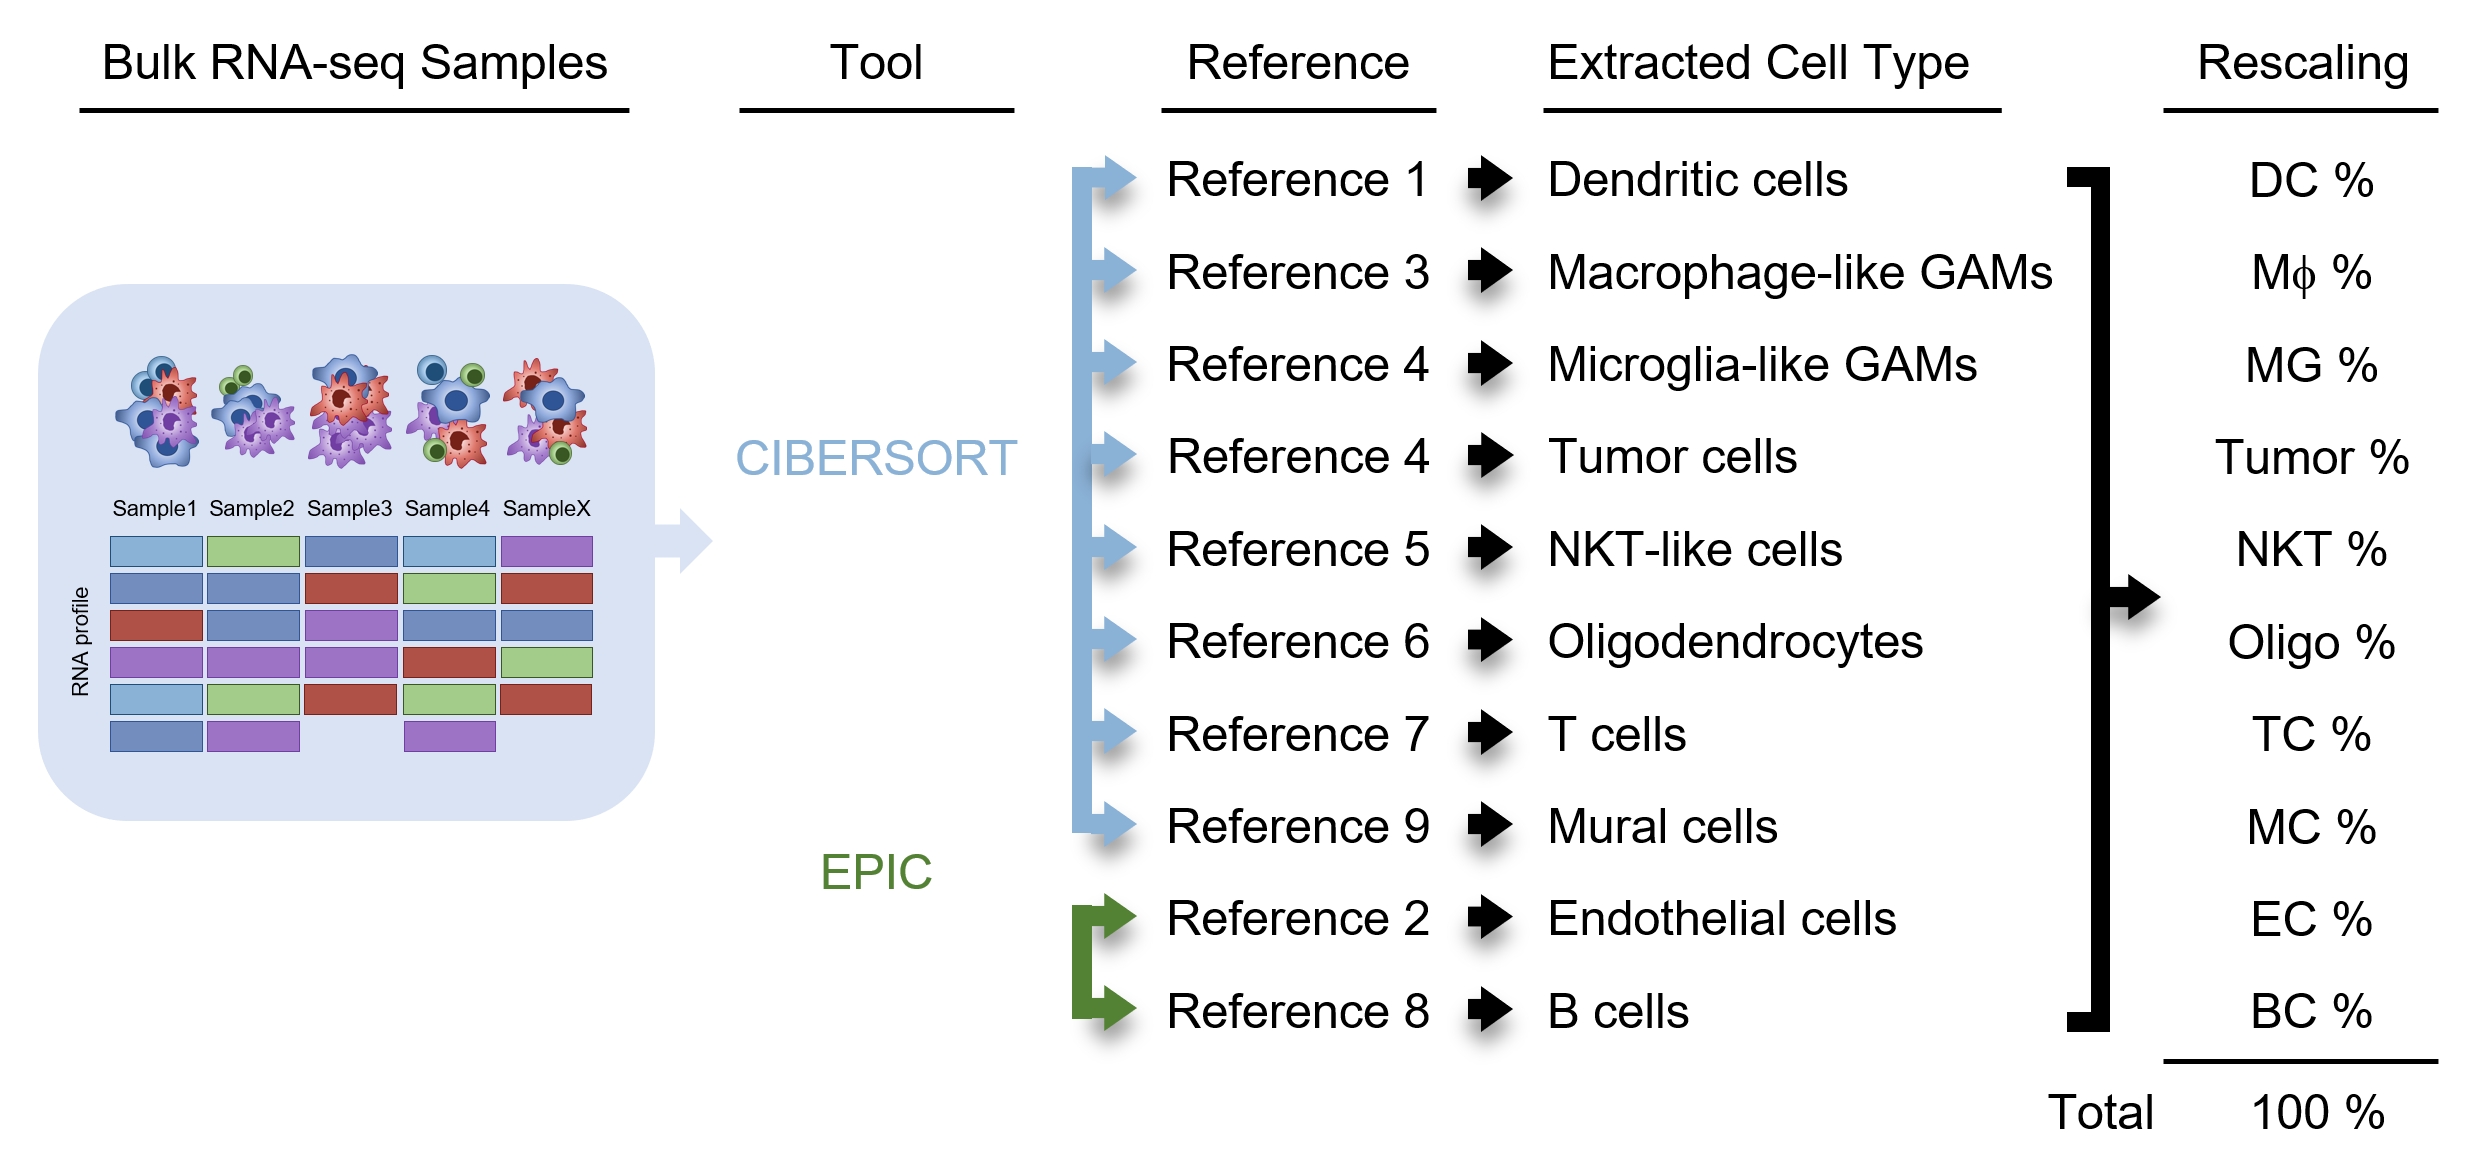 Bulk RNA-seq Samples Tool Reference Extracted Cell Type Rescaling
Reference 1 Dendritic cells DC %
Reference 3 Macrophage-like GAMs Mϕ %
Reference 4 Microglia-like GAMs MG %
CIBERSORT Reference 4 Tumor cells Tumor %
Sample1 Sample2 Sample3 Sample4 SampleX
RNA profile
Reference 5 NKT-like cells NKT %
Reference 6 Oligodendrocytes Oligo %
Reference 7 T cells TC %
Reference 9 Mural cells MC %
EPIC
Reference 2 Endothelial cells EC %
Reference 8 B cells BC %
Total 100 %